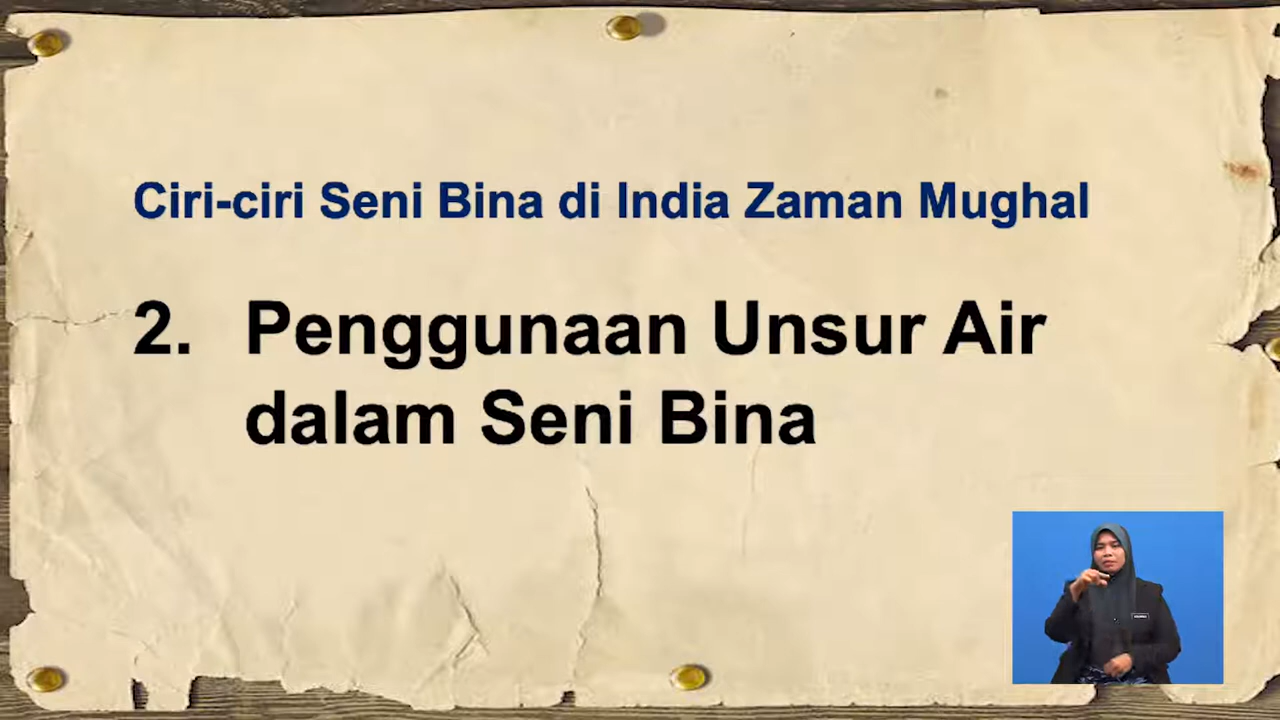 Ciri-ciri Seni Bina di India Zaman Mughal
2. Penggunaan Unsur Air
dalam Seni Bina